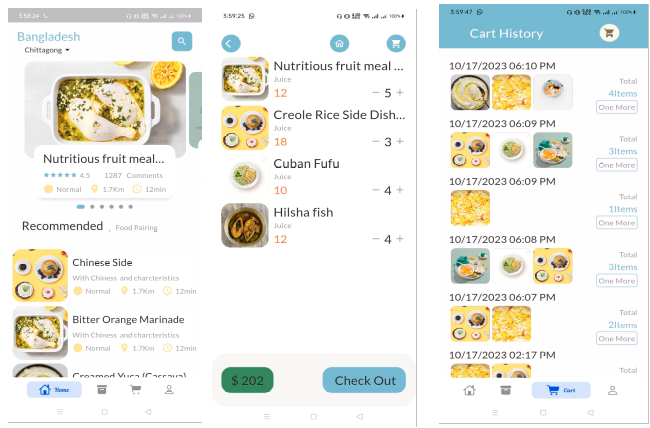 3:58:24
Bangladesh
Chittagong
Nutritious fruit meal...
4.5 1287 Comments
Normal 1.7Km 12min
Recommended . Food Pairing
Chinese Side
With Chinese and charcteristics
Normal 1.7Km 12min
Bitter Orange Marinade
With Chinese and charcteristics
Normal 1.7Km 12min
Creamed Yuca (Cassava)
Home
3:59:25
100%
Nutritious fruit meal ...
Juice
12 − 5 +
Creole Rice Side Dish...
Juice
18 − 3 +
Cuban Fufu
Juice
10 − 4 +
Hilsha fish
Juice
12 − 4 +
$ 202 Check Out
3:59:47
100%
Cart History
10/17/2023 06:10 PM
Total
4Items
One More
10/17/2023 06:09 PM
Total
3Items
One More
10/17/2023 06:09 PM
Total
1Items
One More
10/17/2023 06:08 PM
Total
3Items
One More
10/17/2023 06:07 PM
Total
2Items
One More
10/17/2023 02:17 PM
Total
Cart